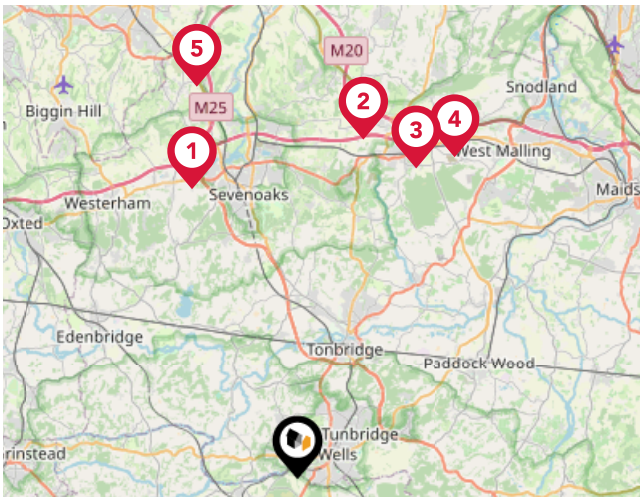 5
M20
Snodland
2
M25
Biggin Hill
4
3
1
West Malling
Sevenoaks
Maids
Westerham
Oxted
Edenbridge
Tonbridge
Paddock Wood
Tunbridge
Wells
rinstead